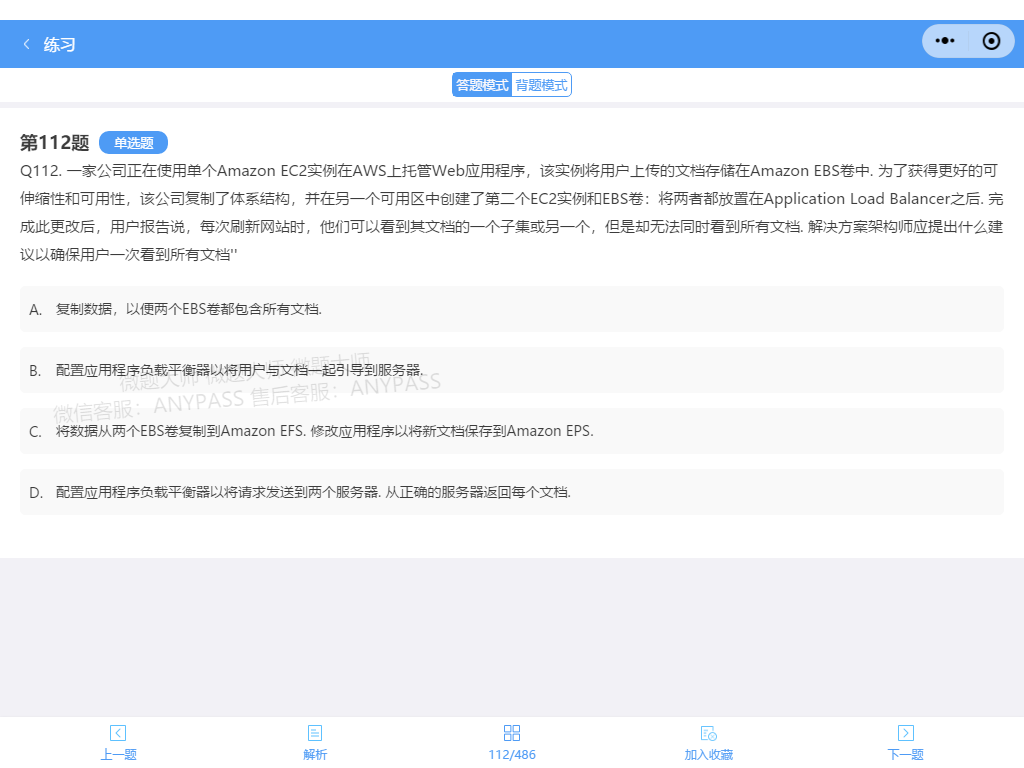 练习
答题模式 背题模式
第112题 单选题
Q112. 一家公司正在使用单个Amazon EC2实例在AWS上托管Web应用程序，该实例将用户上传的文档存储在Amazon EBS卷中. 为了获得更好的可
伸缩性和可用性，该公司复制了体系结构，并在另一个可用区中创建了第二个EC2实例和EBS卷：将两者都放置在Application Load Balancer之后. 完
成此更改后，用户报告说，每次刷新网站时，他们可以看到其文档的一个子集或另一个，但是却无法同时看到所有文档. 解决方案架构师应提出什么建
议以确保用户一次看到所有文档''
A. 复制数据，以便两个EBS卷都包含所有文档.
B. 配置应用程序负载平衡器以将用户与文档一起引导到服务器.
微题大师 微题大师 微题大师
微信客服：ANYPASS 售后客服：ANYPASS
C. 将数据从两个EBS卷复制到Amazon EFS. 修改应用程序以将新文档保存到Amazon EPS.
D. 配置应用程序负载平衡器以将请求发送到两个服务器. 从正确的服务器返回每个文档.
上一题 解析 112/486 加入收藏 下一题